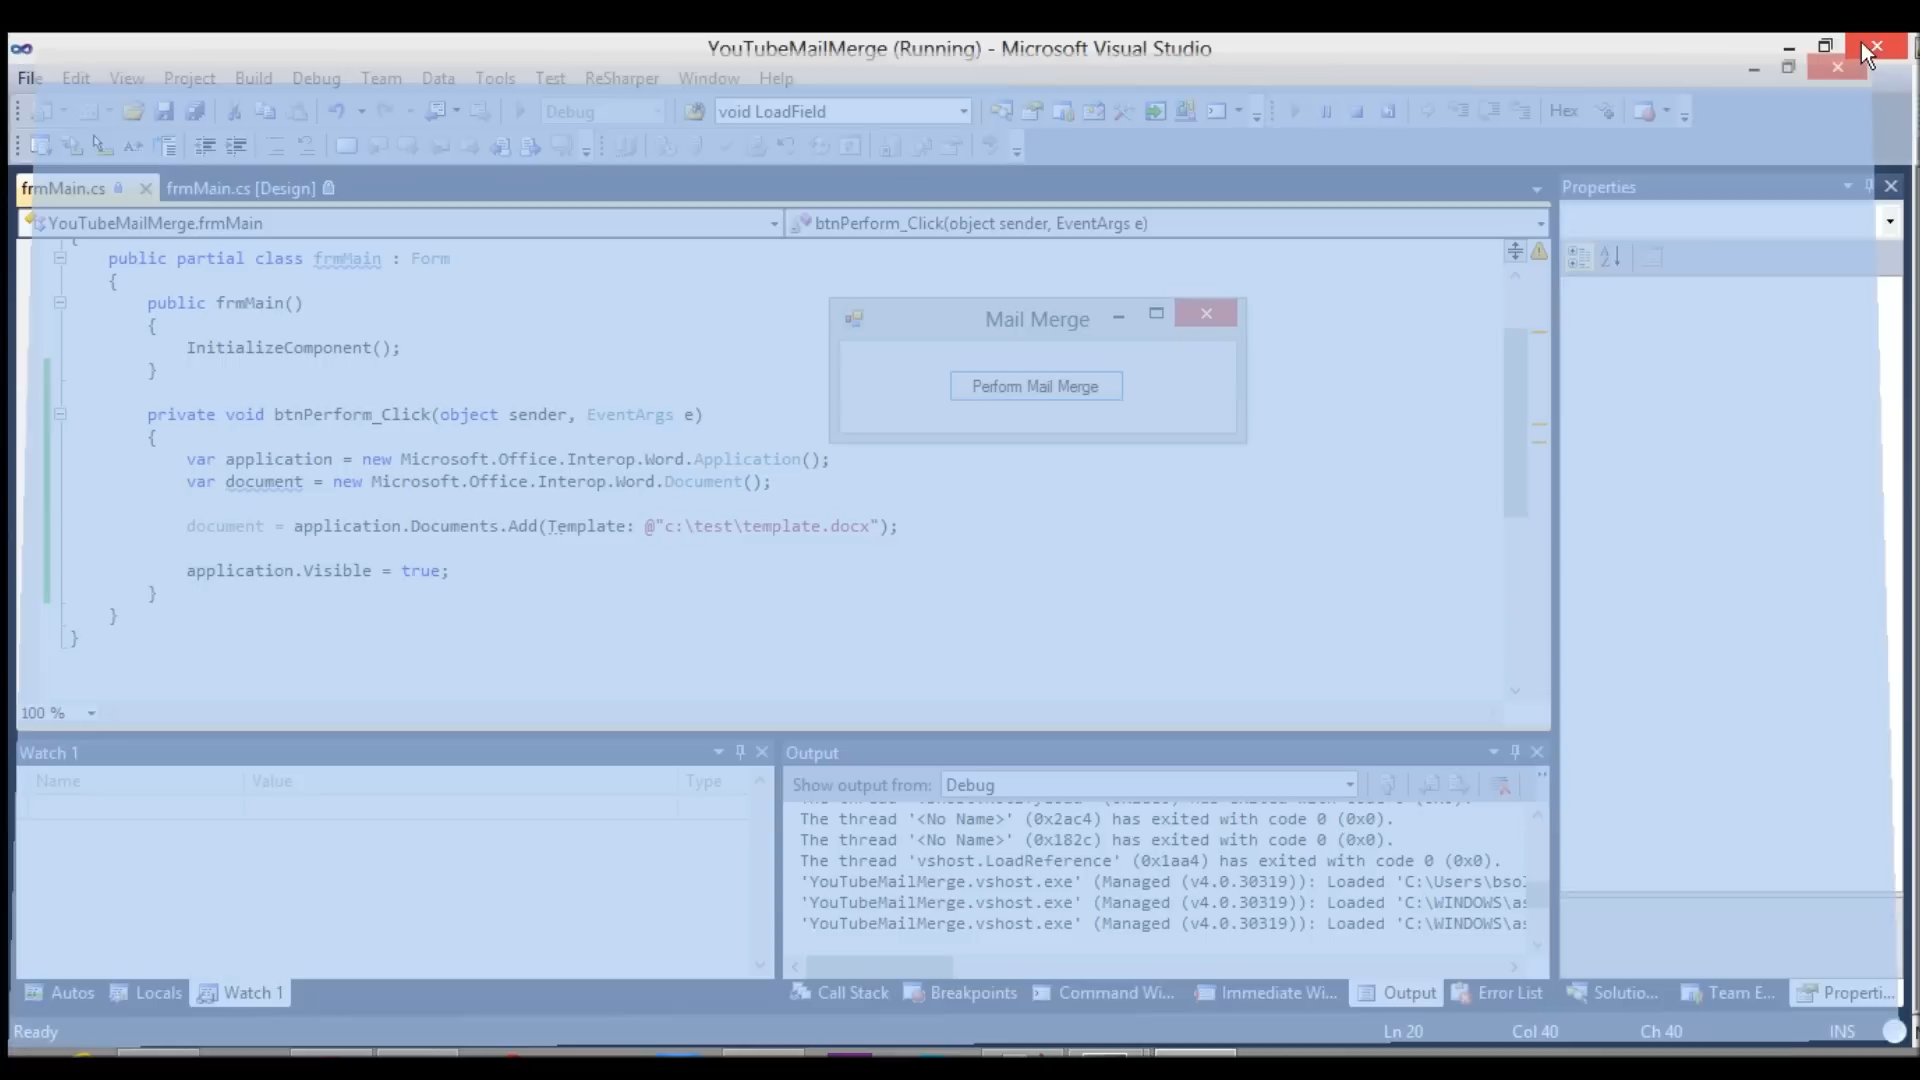 YouTubeMailMerge (Running) - Microsoft Visual Studio
File Edit View Project Build Debug Team Data Tools Test ReSharper Window Help
Debug void LoadField Hex
frmMain.cs frmMain.cs [Design] Properties
YouTubeMailMerge.frmMain btnPerform_Click(object sender, EventArgs e)
{
public partial class frmMain : Form
{
public frmMain()
{
InitializeComponent();
}
private void btnPerform_Click(object sender, EventArgs e)
{
var application = new Microsoft.Office.Interop.Word.Application();
var document = new Microsoft.Office.Interop.Word.Document();
document = application.Documents.Add(Template: @"c:\test\template.docx");
application.Visible = true;
}
}
}
Mail Merge
Perform Mail Merge
100 %
Watch 1
Name Value Type
Output
Show output from: Debug
The thread '<No Name>' (0x2ac4) has exited with code 0 (0x0).
The thread '<No Name>' (0x182c) has exited with code 0 (0x0).
The thread 'vshost.LoadReference' (0x1aa4) has exited with code 0 (0x0).
'YouTubeMailMerge.vshost.exe' (Managed (v4.0.30319)): Loaded 'C:\Users\bso
'YouTubeMailMerge.vshost.exe' (Managed (v4.0.30319)): Loaded 'C:\WINDOWS\as
'YouTubeMailMerge.vshost.exe' (Managed (v4.0.30319)): Loaded 'C:\WINDOWS\as
Autos Locals Watch 1 Call Stack Breakpoints Command Wi... Immediate Wi... Output Error List Solutio... Team E... Properti...
Ready Ln 20 Col 40 Ch 40 INS